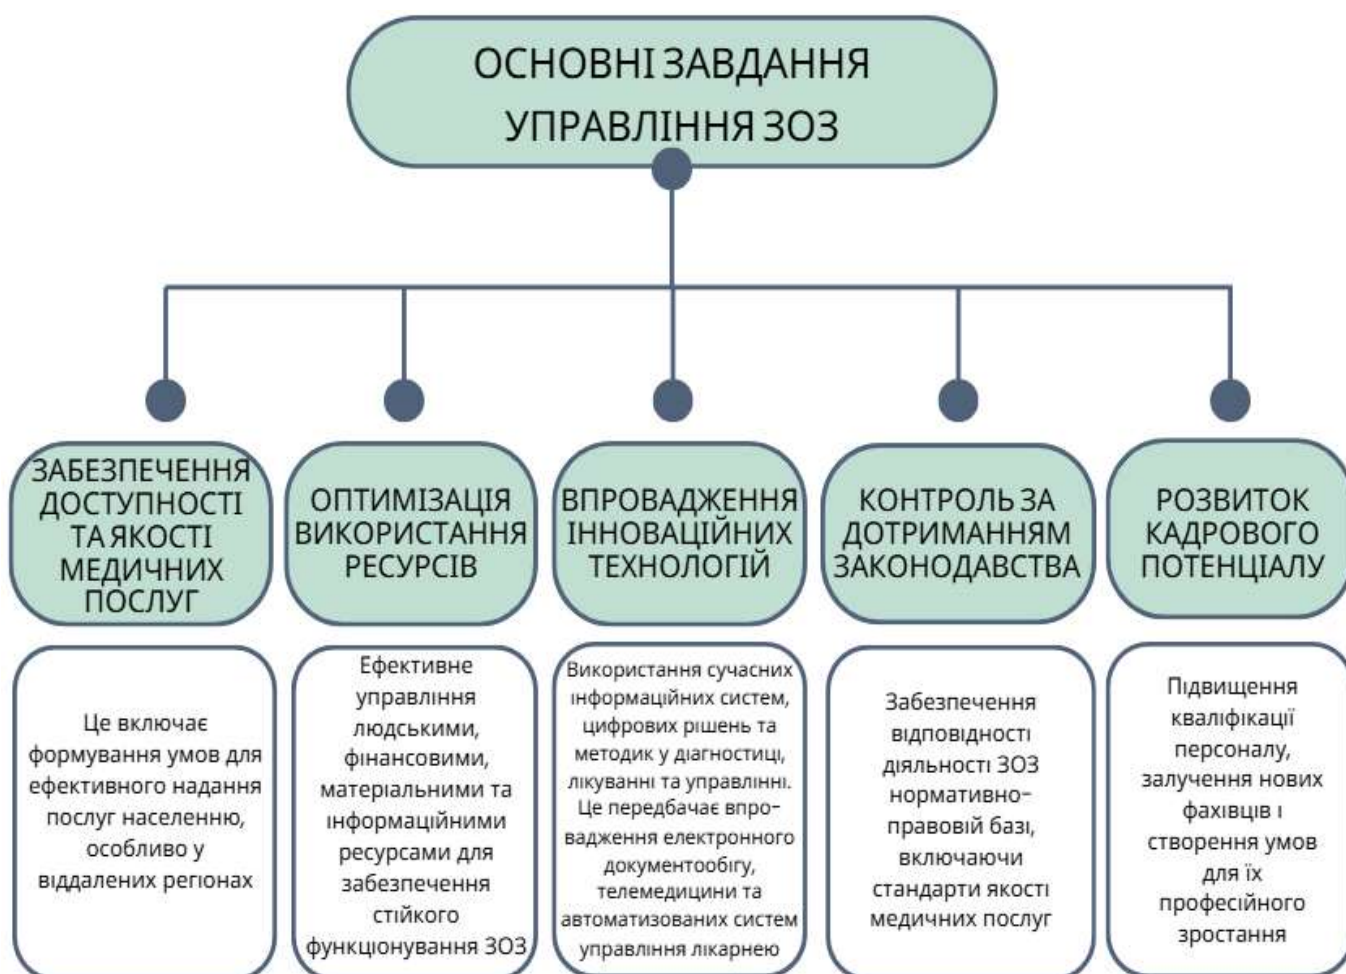 ОСНОВНІ ЗАВДАННЯ
УПРАВЛІННЯ ЗОЗ
ЗАБЕЗПЕЧЕННЯ
ДОСТУПНОСТІ
ТА ЯКОСТІ
МЕДИЧНИХ
ПОСЛУГ
Це включає
формування умов для
ефективного надання
послуг населенню,
особливо у
віддалених регіонах
ОПТИМІЗАЦІЯ
ВИКОРИСТАННЯ
РЕСУРСІВ
Ефективне
управління
людськими,
фінансовими,
матеріальними та
інформаційними
ресурсами для
забезпечення
стійкого
функціонування ЗОЗ
ВПРОВАДЖЕННЯ
ІННОВАЦІЙНИХ
ТЕХНОЛОГІЙ
Використання сучасних
інформаційних систем,
цифрових рішень та
методик у діагностиці,
лікуванні та управлінні.
Це передбачає впро-
вадження електронного
документообігу,
телемедицини та
автоматизованих систем
управління лікарнею
КОНТРОЛЬ ЗА
ДОТРИМАННЯМ
ЗАКОНОДАВСТВА
Забезпечення
відповідності
діяльності ЗОЗ
нормативно-
правовій базі,
включаючи
стандарти якості
медичних послуг
РОЗВИТОК
КАДРОВОГО
ПОТЕНЦІАЛУ
Підвищення
кваліфікації
персоналу,
залучення нових
фахівців і
створення умов
для їх
професійного
зростання